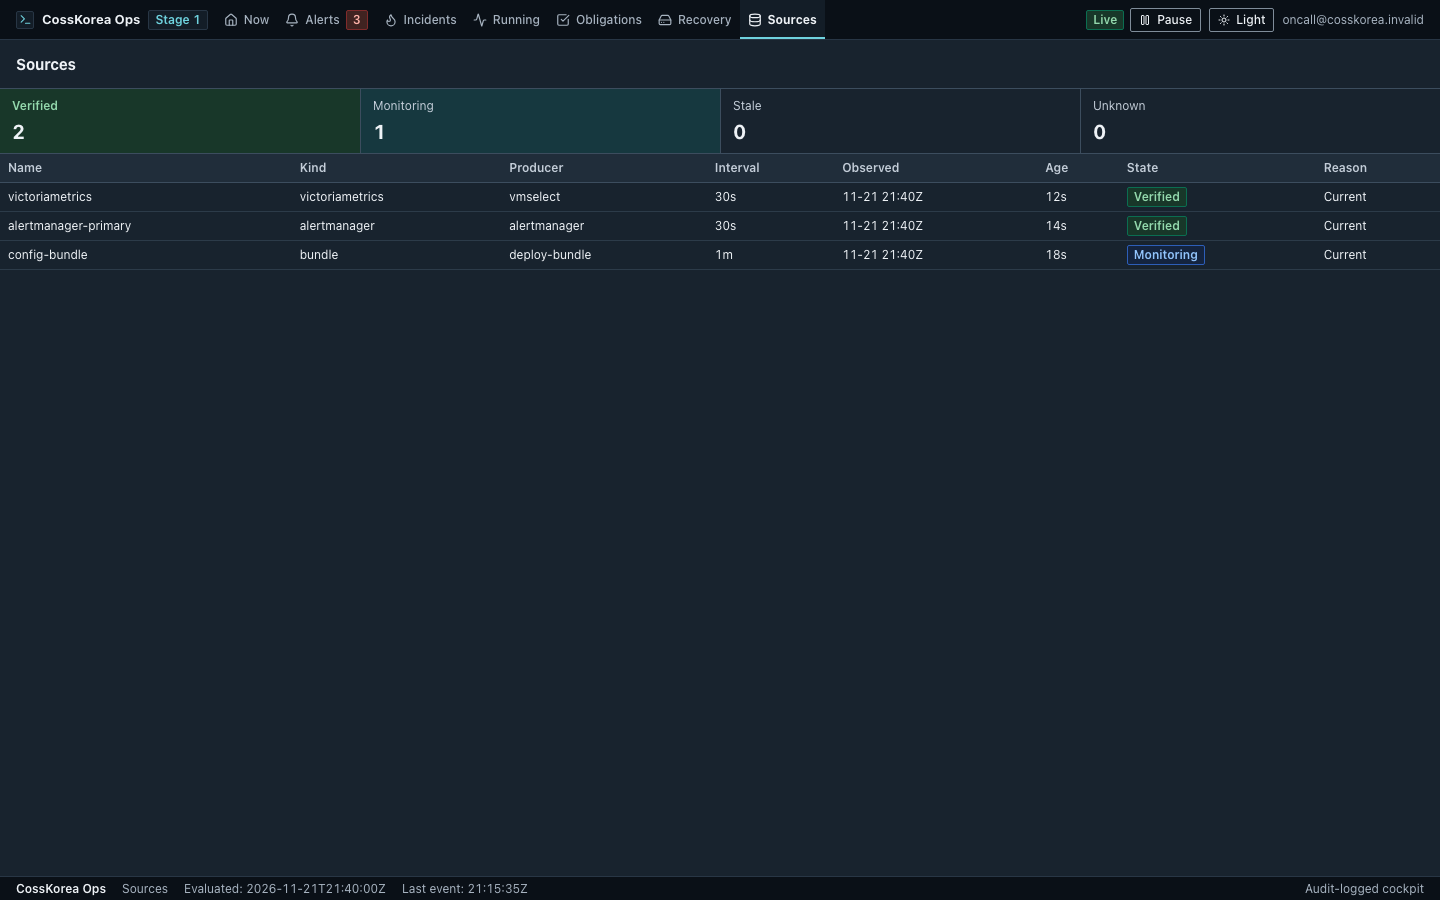 CossKorea Ops Stage 1 Now Alerts 3 Incidents Running Obligations Recovery Sources Live Pause Light oncall@cosskorea.invalid
Sources
Verified Monitoring Stale Unknown
2 1 0 0
Name Kind Producer Interval Observed Age State Reason
victoriametrics victoriametrics vmselect 30s 11-21 21:40Z 12s Verified Current
alertmanager-primary alertmanager alertmanager 30s 11-21 21:40Z 14s Verified Current
config-bundle bundle deploy-bundle 1m 11-21 21:40Z 18s Monitoring Current
CossKorea Ops Sources Evaluated: 2026-11-21T21:40:00Z Last event: 21:15:35Z Audit-logged cockpit